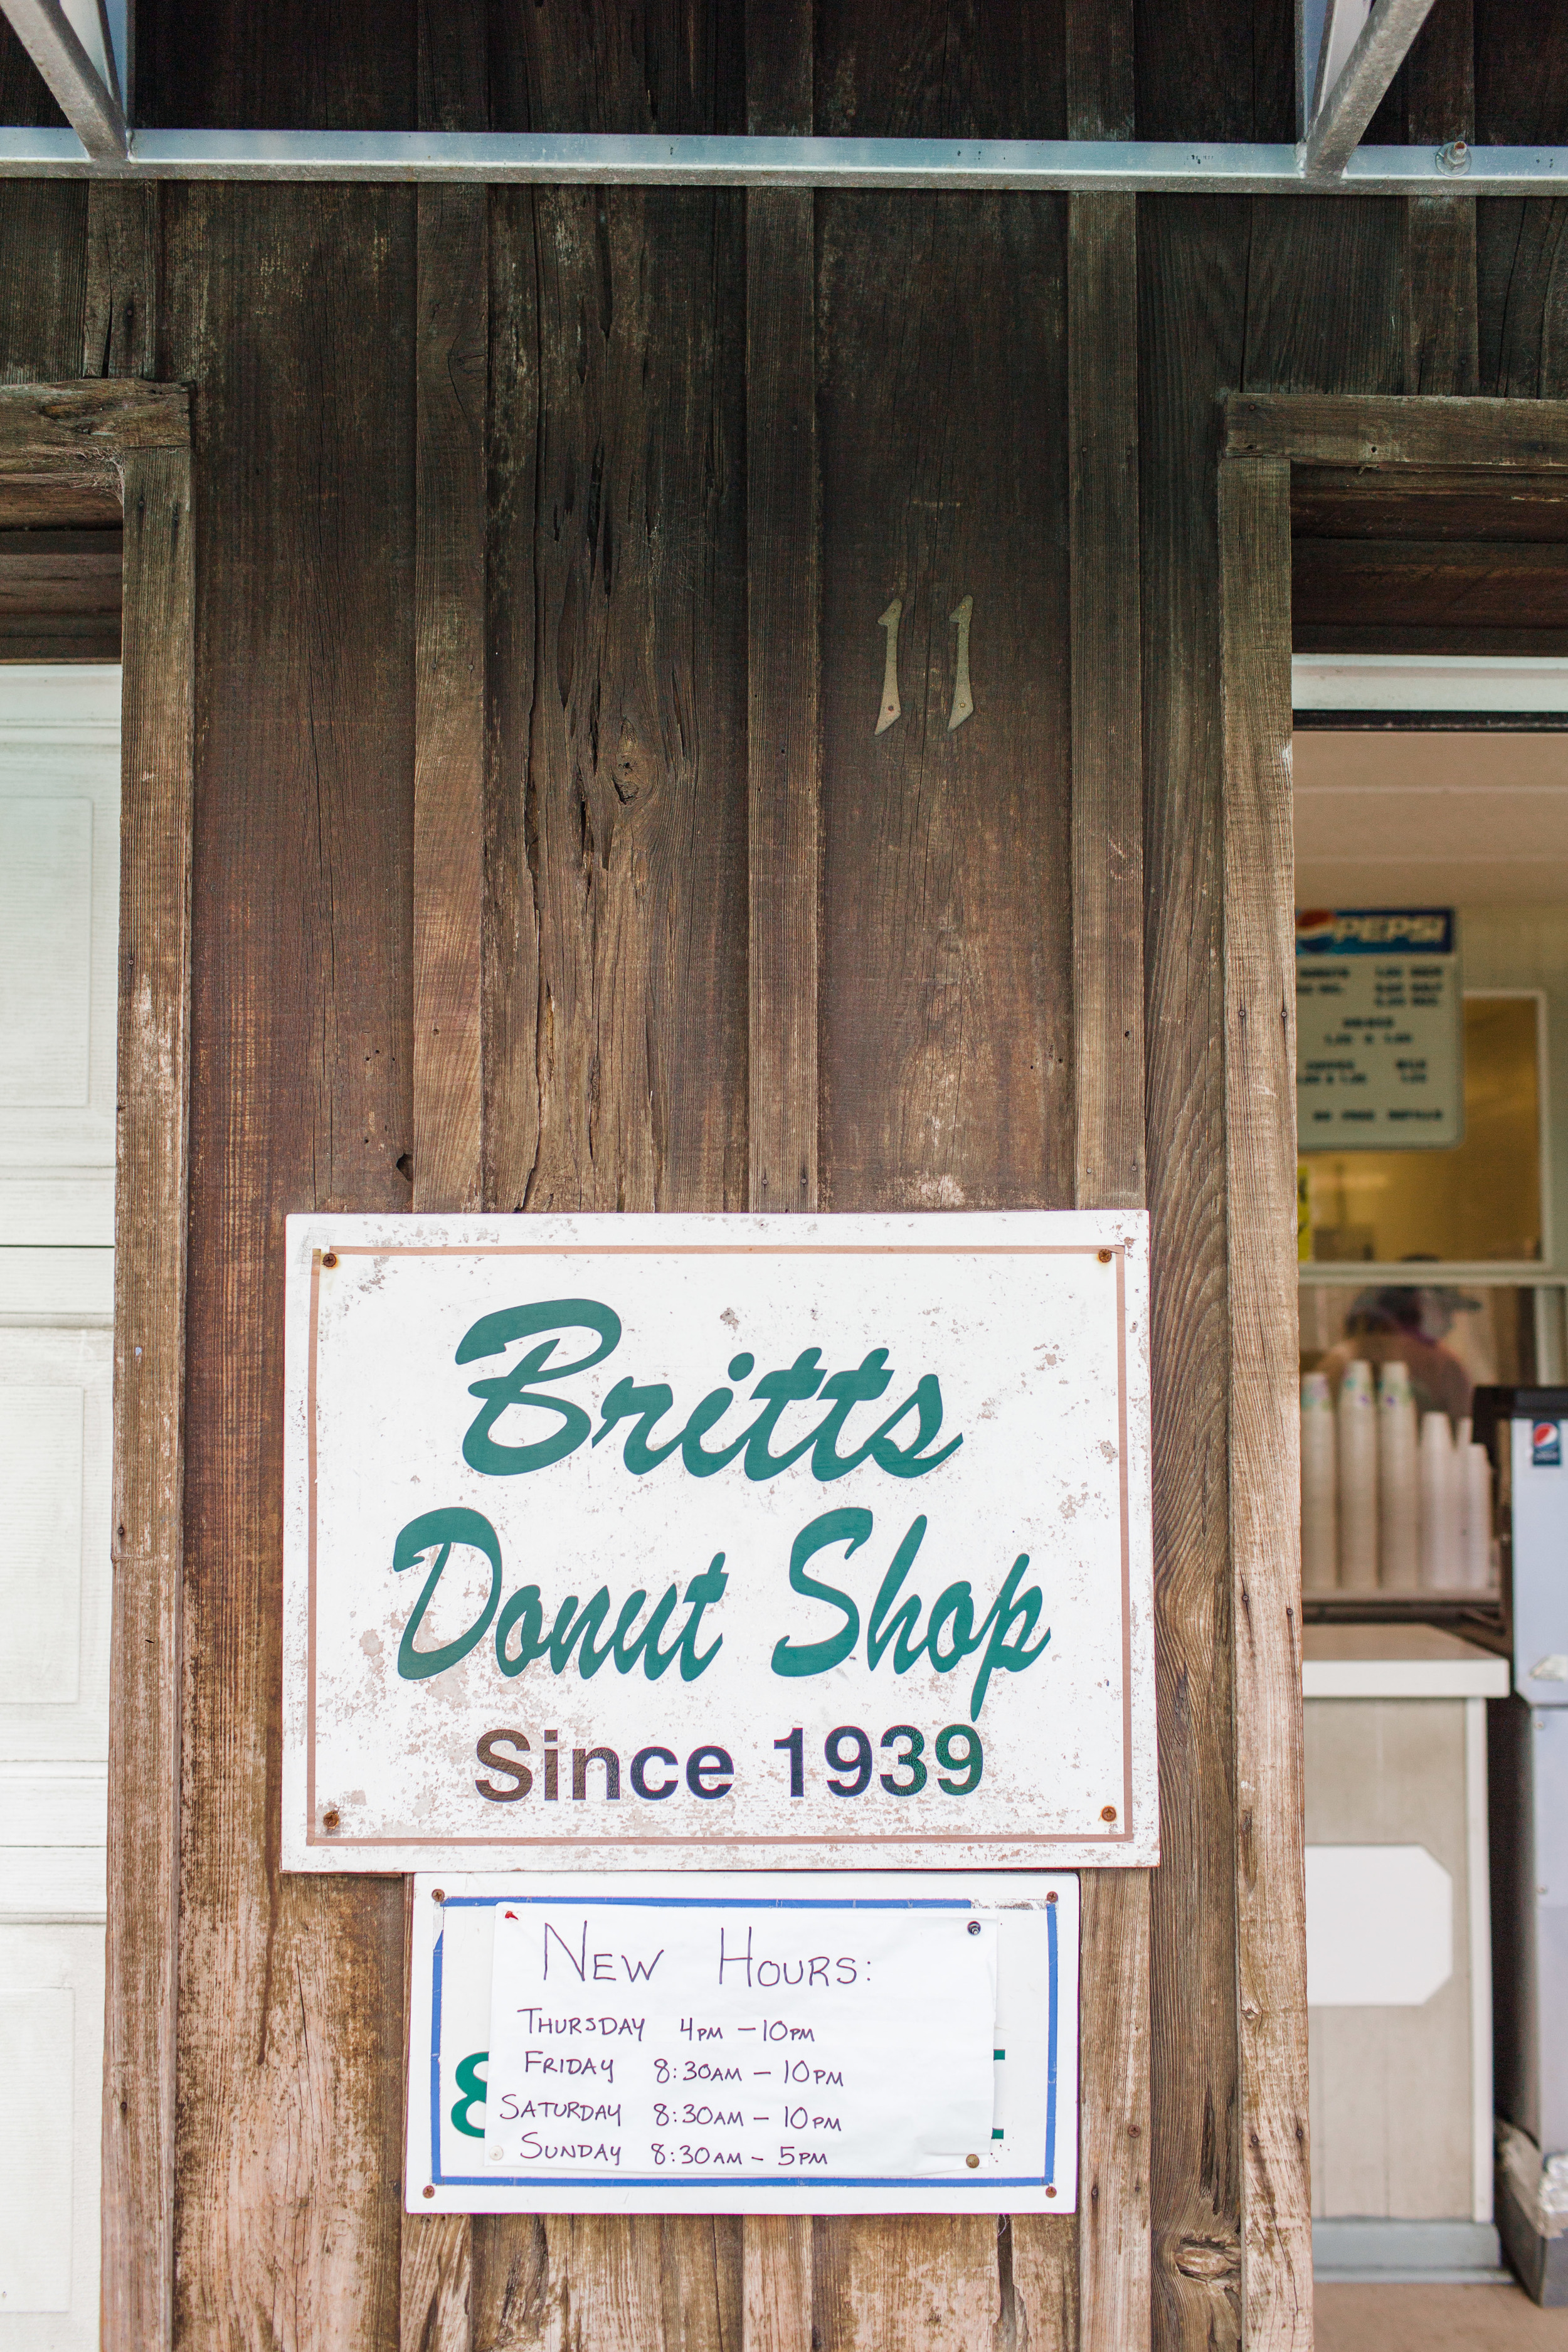 11
PEPSI
Britts
Donut Shop
Since 1939
NEW HOURS:
THURSDAY 4PM – 10PM
FRIDAY 8:30AM – 10PM
SATURDAY 8:30AM – 10PM
SUNDAY 8:30AM – 5PM
8